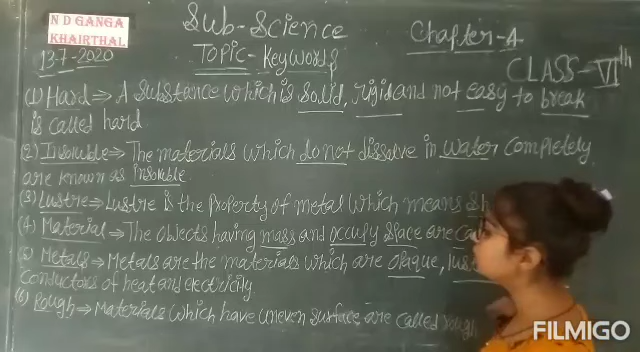 N D GANGA
KHAIRTHAL
Sub-Science
Chapter-4
13-7-2020
TOPIC-Keywords
CLASS-VIth
(1) Hard⇒ A Substance which is Solid, rigid and not easy to break
is called hard
(2) Insoluble⇒ The materials which do not dissolve in water completely
are known as insoluble.
(3) Lustre⇒ Lustre is the property of metal which means
(4) Material⇒ The objects having mass and occupy space are
(5) Metals⇒ Metals are the materials which are opaque,
Conductors of heat and electricity
(6) Rough⇒ Materials which have uneven surface are called rough
FILMIGO